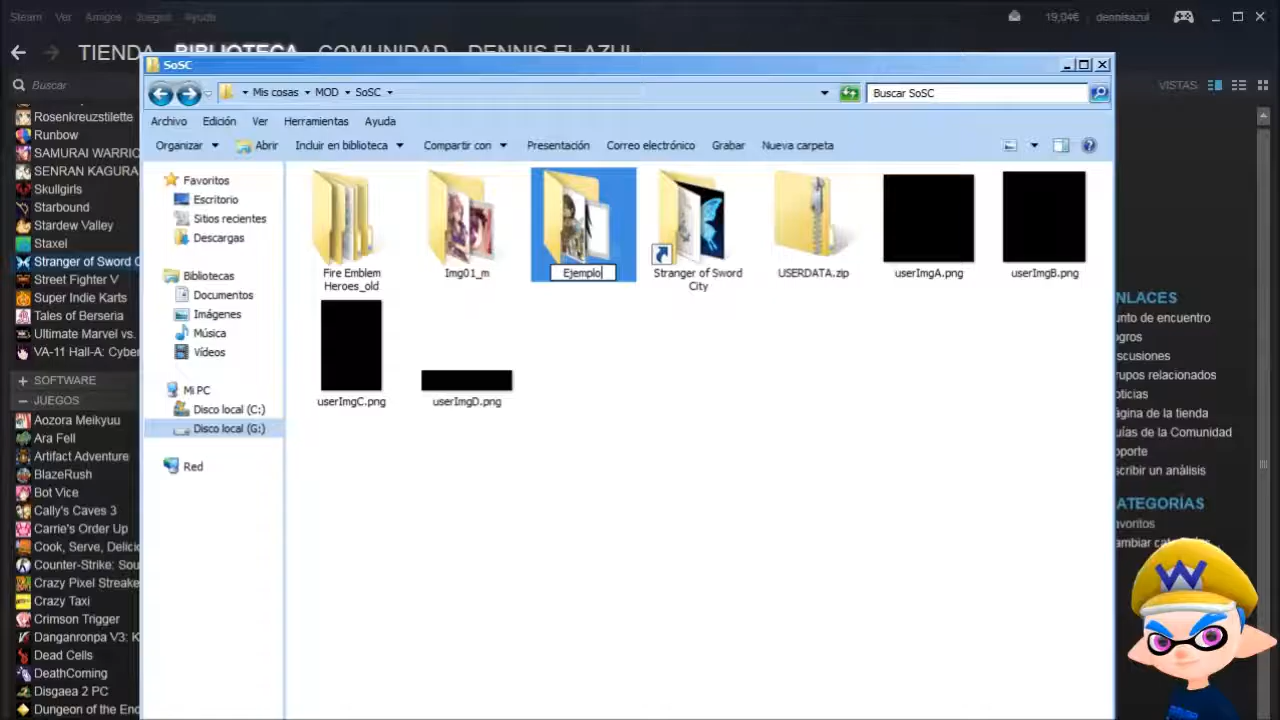 Steam Ver Amigos Juegos Ayuda
19,04€ dennisazul
TIENDA BIBLIOTECA COMUNIDAD DENNIS EL AZUL
Buscar
VISTAS
Rosenkreuzstilette
Runbow
SAMURAI WARRIO
SENRAN KAGURA
Skullgirls
Starbound
Stardew Valley
Staxel
Stranger of Sword C
Street Fighter V
Super Indie Karts
Tales of Berseria
Ultimate Marvel vs.
VA-11 Hall-A: Cyber
SOFTWARE
JUEGOS
Aozora Meikyuu
Ara Fell
Artifact Adventure
BlazeRush
Bot Vice
Cally's Caves 3
Carrie's Order Up
Cook, Serve, Delicio
Counter-Strike: Sou
Crazy Pixel Streake
Crazy Taxi
Crimson Trigger
Danganronpa V3: K
Dead Cells
DeathComing
Disgaea 2 PC
Dungeon of the End
SoSC
Mis cosas MOD SoSC
Buscar SoSC
Archivo Edición Ver Herramientas Ayuda
Organizar Abrir Incluir en biblioteca Compartir con Presentación Correo electrónico Grabar Nueva carpeta
Favoritos
Escritorio
Sitios recientes
Descargas
Bibliotecas
Documentos
Imágenes
Música
Vídeos
Mi PC
Disco local (C:)
Disco local (G:)
Red
Fire Emblem
Heroes_old
Img01_m
Ejemplo
Stranger of Sword
City
USERDATA.zip
userImgA.png
userImgB.png
userImgC.png
userImgD.png
NLACES
unto de encuentro
ogros
scusiones
rupos relacionados
oticias
ágina de la tienda
uías de la Comunidad
oporte
scribir un análisis
ATEGORÍAS
avoritos
ambiar cate
W